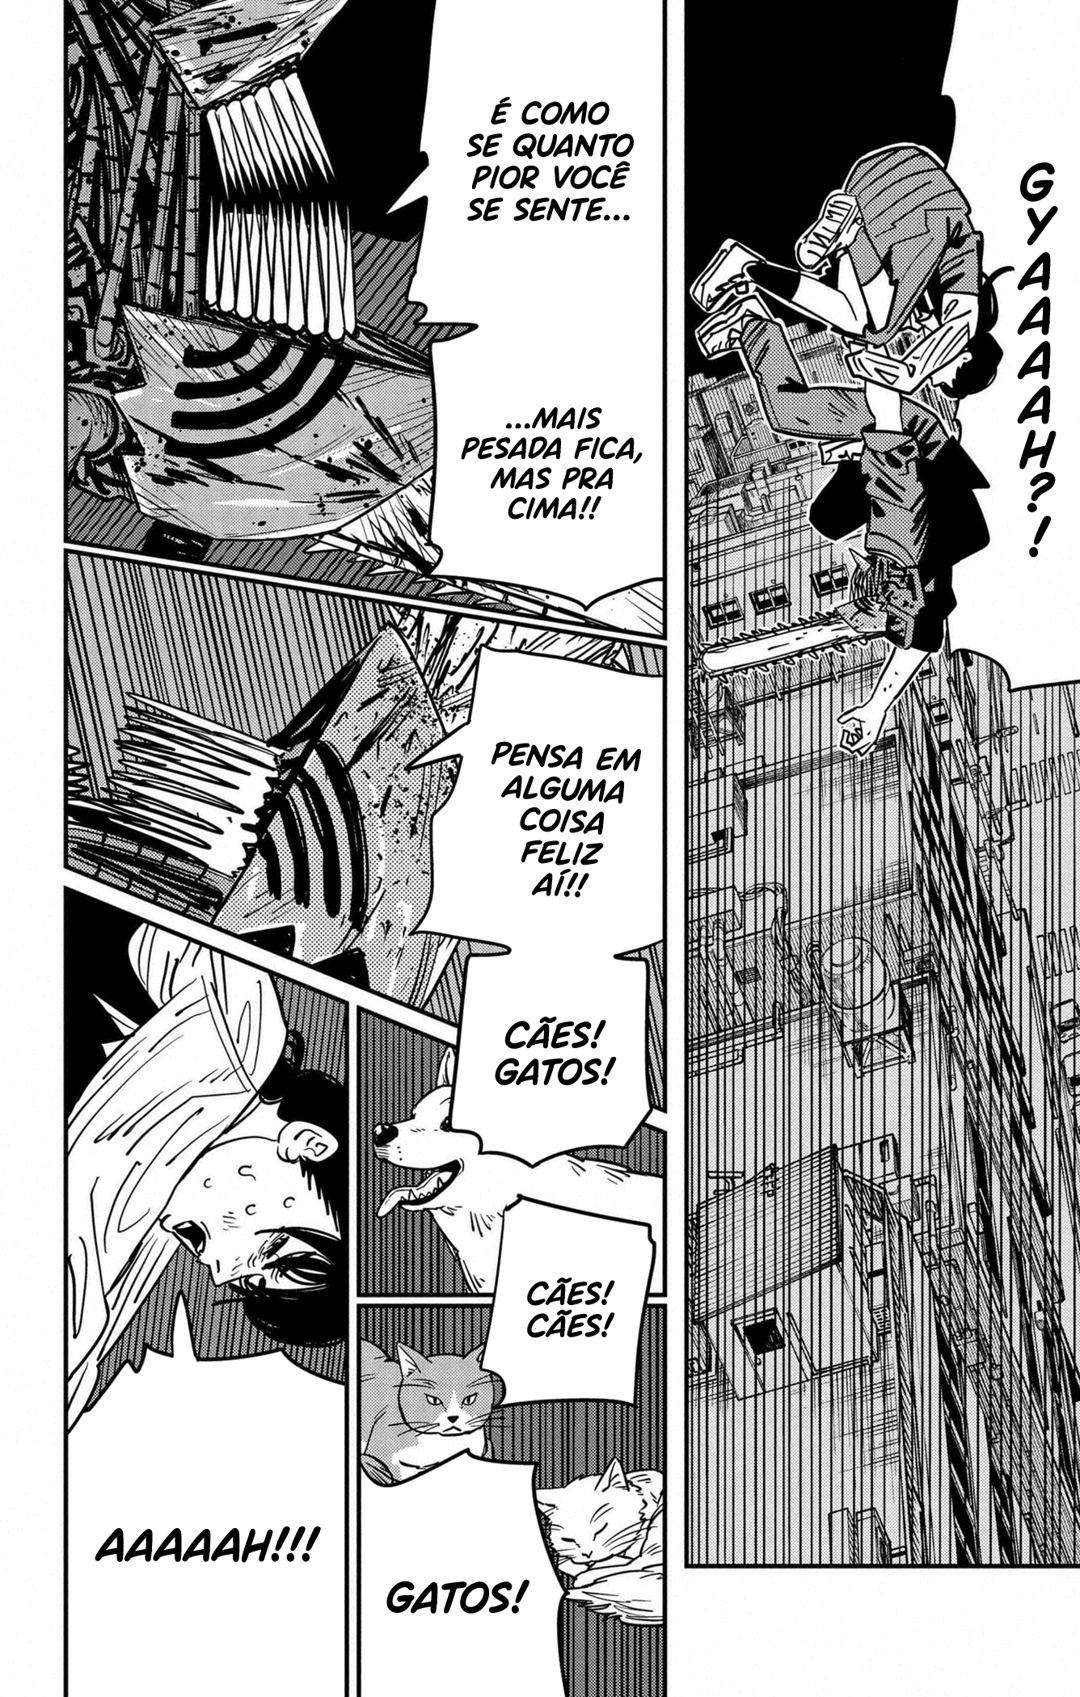 GYAAAAH?!
É COMO
SE QUANTO
PIOR VOCÊ
SE SENTE...
...MAIS
PESADA FICA,
MAS PRA
CIMA!!
PENSA EM
ALGUMA
COISA
FELIZ
AÍ!!
CÃES!
GATOS!
CÃES!
CÃES!
GATOS!
AAAAAH!!!